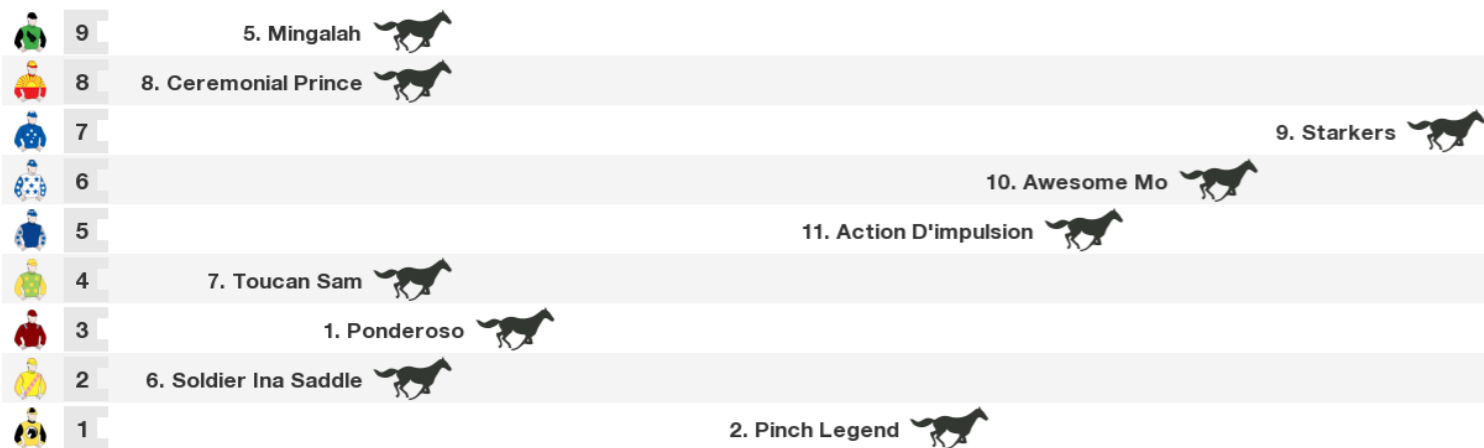 9 5. Mingalah
8 8. Ceremonial Prince
7 9. Starkers
6 10. Awesome Mo
5 11. Action D'impulsion
4 7. Toucan Sam
3 1. Ponderoso
2 6. Soldier Ina Saddle
1 2. Pinch Legend